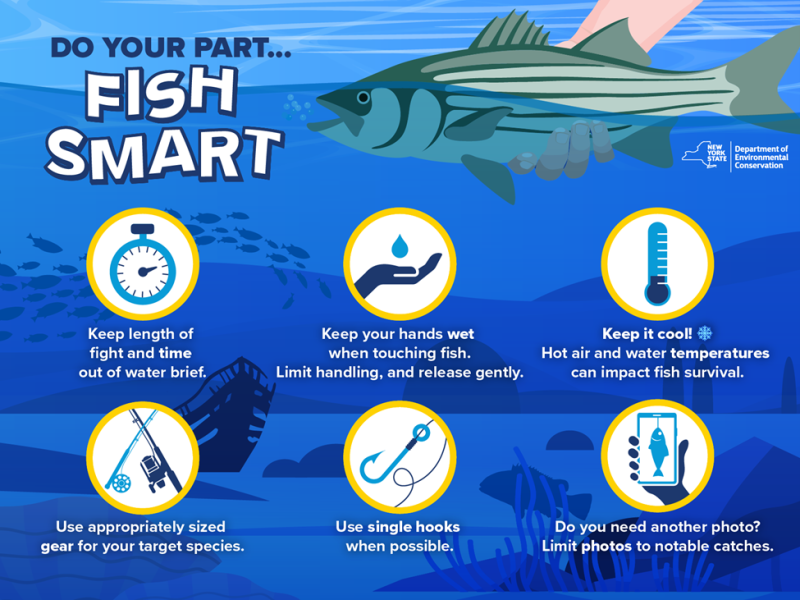 DO YOUR PART...
FISH
SMART
NEW
YORK
STATE
Department of
Environmental
Conservation
Keep length of
fight and time
out of water brief.
Keep your hands wet
when touching fish.
Limit handling, and release gently.
Keep it cool! ❄
Hot air and water temperatures
can impact fish survival.
Use appropriately sized
gear for your target species.
Use single hooks
when possible.
Do you need another photo?
Limit photos to notable catches.